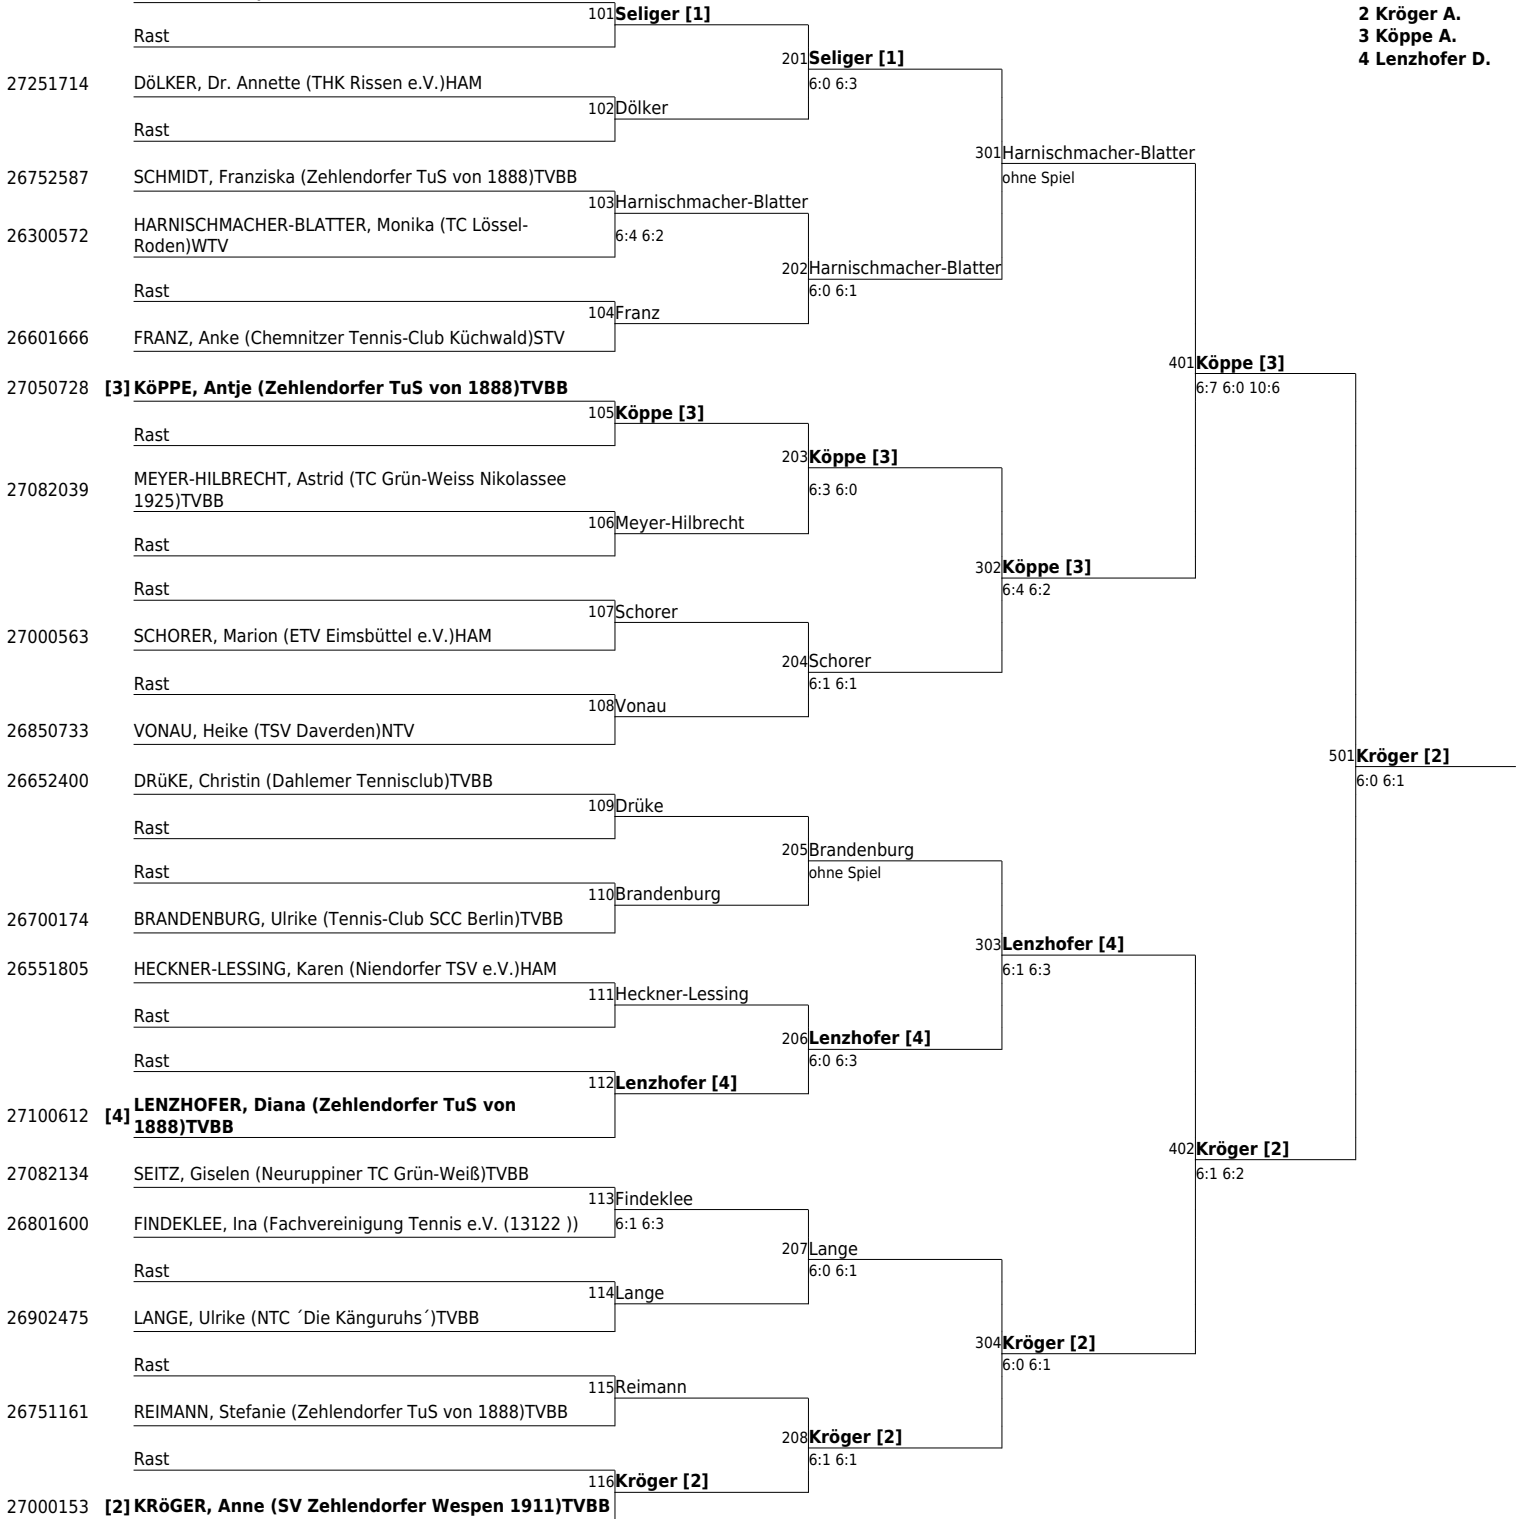 101 Seliger [1]
2 Kröger A.
Rast
3 Köppe A.
201 Seliger [1]
4 Lenzhofer D.
27251714 DöLKER, Dr. Annette (THK Rissen e.V.)HAM
6:0 6:3
102 Dölker
Rast
301 Harnischmacher-Blatter
26752587 SCHMIDT, Franziska (Zehlendorfer TuS von 1888)TVBB
ohne Spiel
103 Harnischmacher-Blatter
26300572 HARNISCHMACHER-BLATTER, Monika (TC Lössel-
Roden)WTV
6:4 6:2
202 Harnischmacher-Blatter
Rast
6:0 6:1
104 Franz
26601666 FRANZ, Anke (Chemnitzer Tennis-Club Küchwald)STV
401 Köppe [3]
27050728 [3] KöPPE, Antje (Zehlendorfer TuS von 1888)TVBB
6:7 6:0 10:6
105 Köppe [3]
Rast
203 Köppe [3]
27082039 MEYER-HILBRECHT, Astrid (TC Grün-Weiss Nikolassee
1925)TVBB
6:3 6:0
106 Meyer-Hilbrecht
Rast
302 Köppe [3]
Rast
6:4 6:2
107 Schorer
27000563 SCHORER, Marion (ETV Eimsbüttel e.V.)HAM
204 Schorer
Rast
6:1 6:1
108 Vonau
26850733 VONAU, Heike (TSV Daverden)NTV
501 Kröger [2]
26652400 DRüKE, Christin (Dahlemer Tennisclub)TVBB
6:0 6:1
109 Drüke
Rast
205 Brandenburg
Rast
ohne Spiel
110 Brandenburg
26700174 BRANDENBURG, Ulrike (Tennis-Club SCC Berlin)TVBB
303 Lenzhofer [4]
26551805 HECKNER-LESSING, Karen (Niendorfer TSV e.V.)HAM
6:1 6:3
111 Heckner-Lessing
Rast
206 Lenzhofer [4]
Rast
6:0 6:3
112 Lenzhofer [4]
27100612 [4] LENZHOFER, Diana (Zehlendorfer TuS von
1888)TVBB
402 Kröger [2]
27082134 SEITZ, Giselen (Neuruppiner TC Grün-Weiß)TVBB
6:1 6:2
113 Findeklee
26801600 FINDEKLEE, Ina (Fachvereinigung Tennis e.V. (13122 ))
6:1 6:3
207 Lange
Rast
6:0 6:1
114 Lange
26902475 LANGE, Ulrike (NTC ´Die Känguruhs´)TVBB
304 Kröger [2]
Rast
6:0 6:1
115 Reimann
26751161 REIMANN, Stefanie (Zehlendorfer TuS von 1888)TVBB
208 Kröger [2]
Rast
6:1 6:1
116 Kröger [2]
27000153 [2] KRöGER, Anne (SV Zehlendorfer Wespen 1911)TVBB